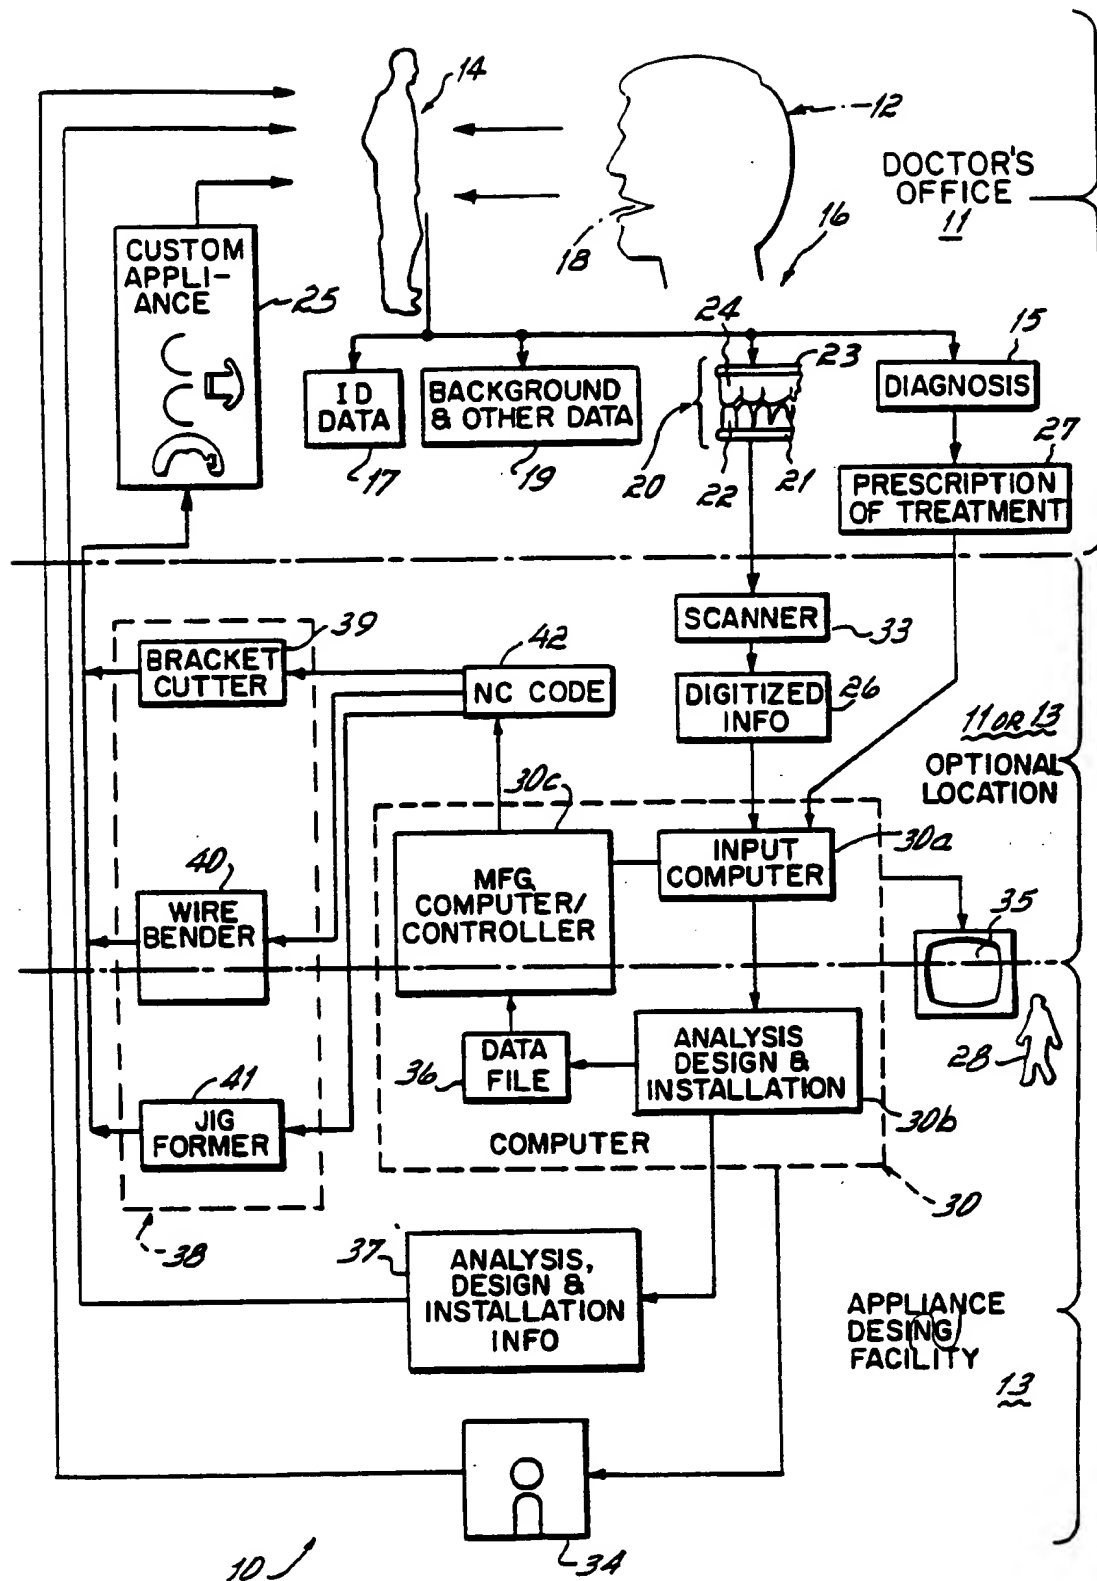 14
12
DOCTOR'S
OFFICE
11
16
18
CUSTOM
APPLI-
ANCE
25
24
23
15
I D
DATA
17
BACKGROUND
& OTHER DATA
19
20
22
21
DIAGNOSIS
27
PRESCRIPTION
OF TREATMENT
SCANNER
33
39
BRACKET
CUTTER
42
NC CODE
DIGITIZED
INFO
26
11 OR 13
OPTIONAL
LOCATION
30c
MFG
COMPUTER/
CONTROLLER
INPUT
COMPUTER
30a
40
WIRE
BENDER
35
28
36
DATA
FILE
ANALYSIS
DESIGN &
INSTALLATION
30b
41
JIG
FORMER
COMPUTER
30
38
37
ANALYSIS,
DESIGN &
INSTALLATION
INFO
APPLIANCE
DESING
FACILITY
13
34
10